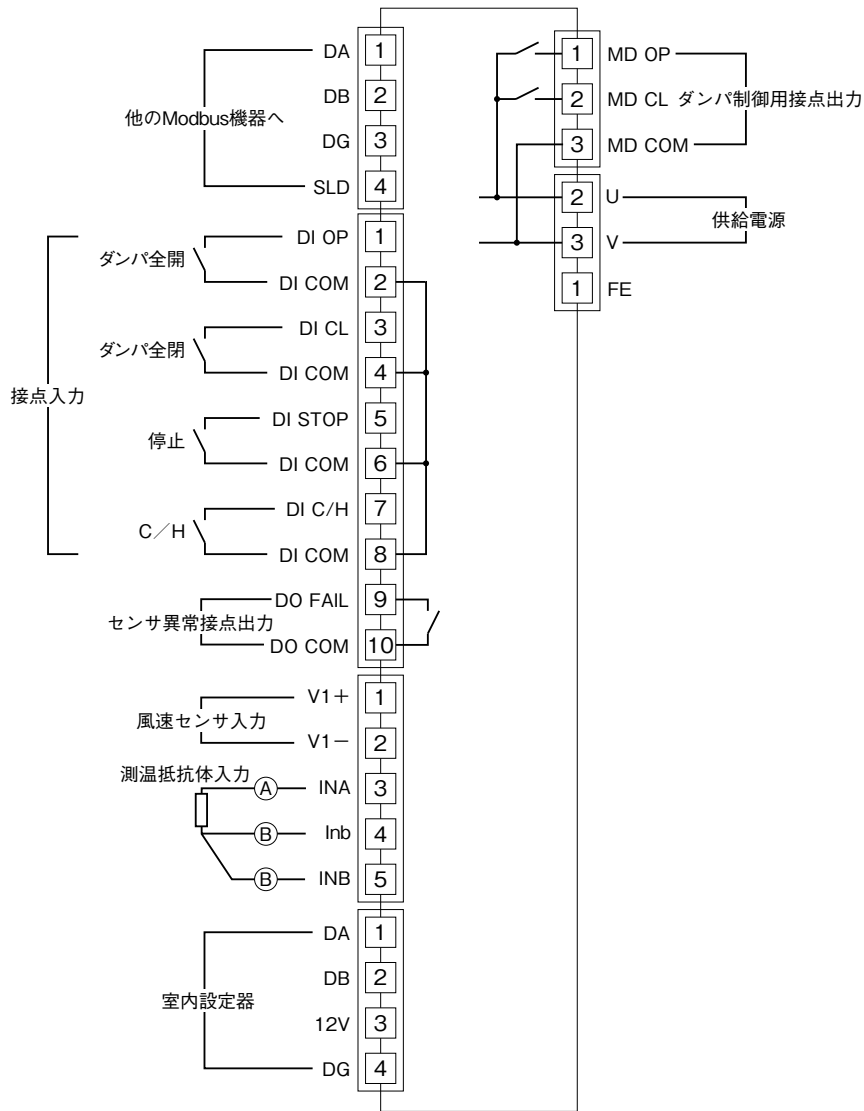 DA 1
DB 2
他のModbus機器へ
DG 3
SLD 4
DI OP 1
ダンパ全開
DI COM 2
DI CL 3
ダンパ全閉
DI COM 4
接点入力
DI STOP 5
停止
DI COM 6
DI C/H 7
C/H
DI COM 8
DO FAIL 9
センサ異常接点出力
DO COM 10
V1+ 1
風速センサ入力
V1− 2
測温抵抗体入力
A INA 3
B Inb 4
B INB 5
DA 1
DB 2
室内設定器
12V 3
DG 4
1 MD OP
2 MD CL ダンパ制御用接点出力
3 MD COM
2 U
供給電源
3 V
1 FE